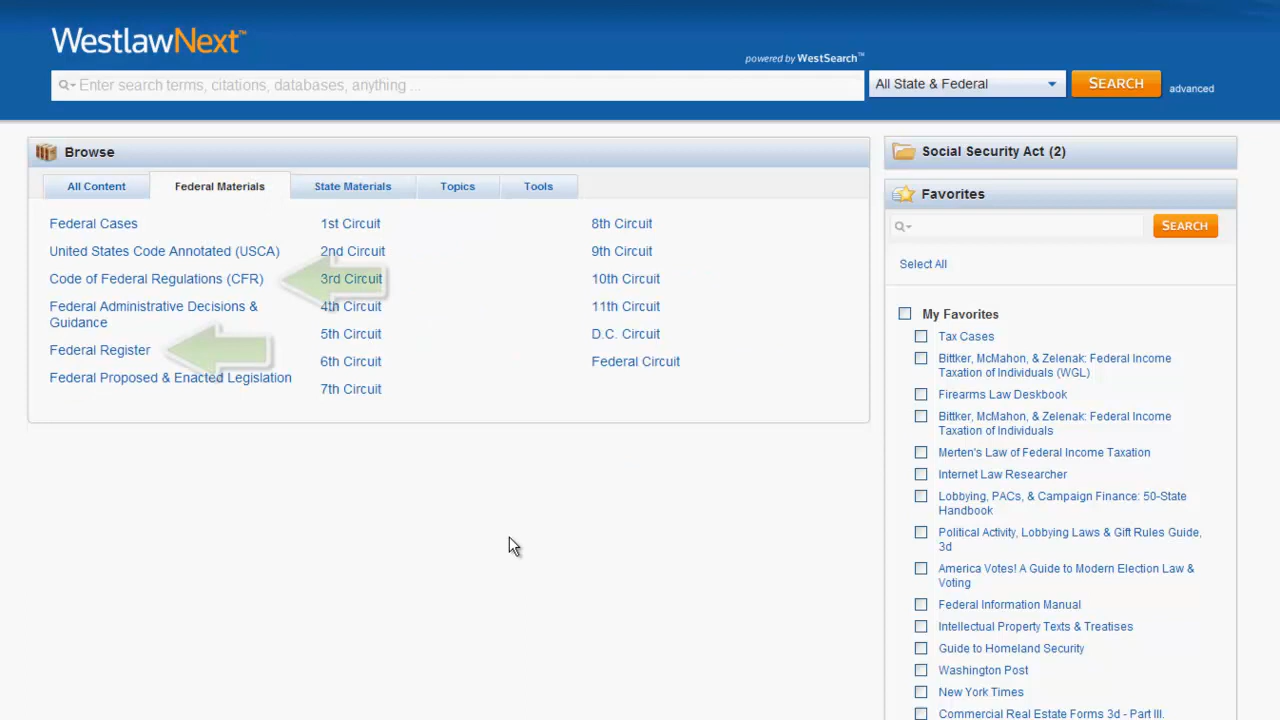 WestlawNext™
powered by WestSearch™
Enter search terms, citations, databases, anything ...
All State & Federal
SEARCH
advanced
Browse
All Content
Federal Materials
State Materials
Topics
Tools
Federal Cases
United States Code Annotated (USCA)
Code of Federal Regulations (CFR)
Federal Administrative Decisions &
Guidance
Federal Register
Federal Proposed & Enacted Legislation
1st Circuit
2nd Circuit
3rd Circuit
4th Circuit
5th Circuit
6th Circuit
7th Circuit
8th Circuit
9th Circuit
10th Circuit
11th Circuit
D.C. Circuit
Federal Circuit
Social Security Act (2)
Favorites
SEARCH
Select All
My Favorites
Tax Cases
Bittker, McMahon, & Zelenak: Federal Income
Taxation of Individuals (WGL)
Firearms Law Deskbook
Bittker, McMahon, & Zelenak: Federal Income
Taxation of Individuals
Merten's Law of Federal Income Taxation
Internet Law Researcher
Lobbying, PACs, & Campaign Finance: 50-State
Handbook
Political Activity, Lobbying Laws & Gift Rules Guide,
3d
America Votes! A Guide to Modern Election Law &
Voting
Federal Information Manual
Intellectual Property Texts & Treatises
Guide to Homeland Security
Washington Post
New York Times
Commercial Real Estate Forms 3d - Part III.